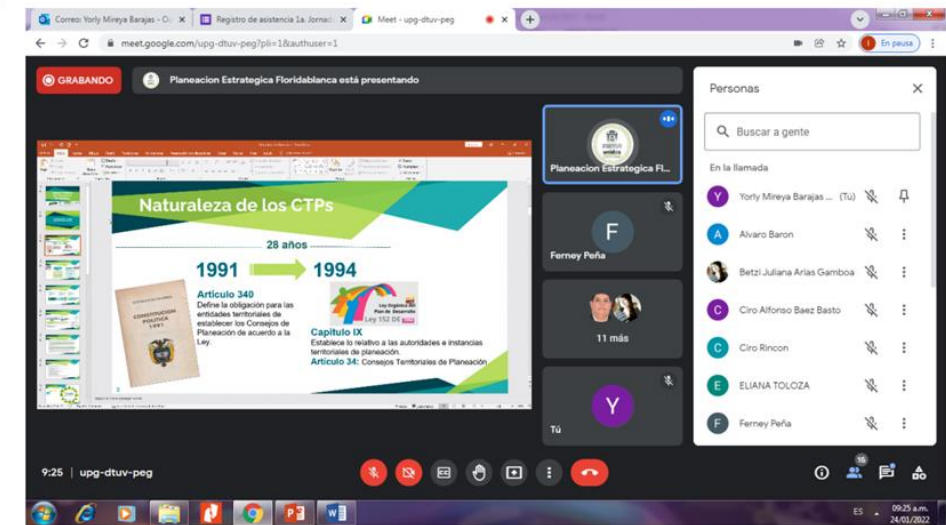 Correo: Yorly Mireya Barajas - O
Registro de asistencia 1a. Jornad
Meet - upg-dtuv-peg
meet.google.com/upg-dtuv-peg?pli=1&authuser=1
En pausa
GRABANDO
Planeacion Estrategica Floridablanca está presentando
Naturaleza de los CTPs
28 años
1991
1994
CONSTITUCION
POLITICA
1991
Articulo 340
Define la obligación para las
entidades territoriales de
establecer los Consejos de
Planeación de acuerdo a la
Ley.
Ley Orgánica del
Plan de Desarrollo
Ley 152 DE
Capitulo IX
Establece lo relativo a las autoridades e instancias
territoriales de planeación.
Articulo 34: Consejos Territoriales de Planeación
Planeacion Estrategica Fl...
F
Ferney Peña
11 más
Y
Tú
Personas
Buscar a gente
En la llamada
Y Yorly Mireya Barajas ... (Tú)
A Alvaro Baron
Betzi Juliana Arias Gamboa
C Ciro Alfonso Baez Basto
C Ciro Rincon
E ELIANA TOLOZA
F Ferney Peña
9:25 | upg-dtuv-peg
16
ES
09:25 a.m.
24/01/2022